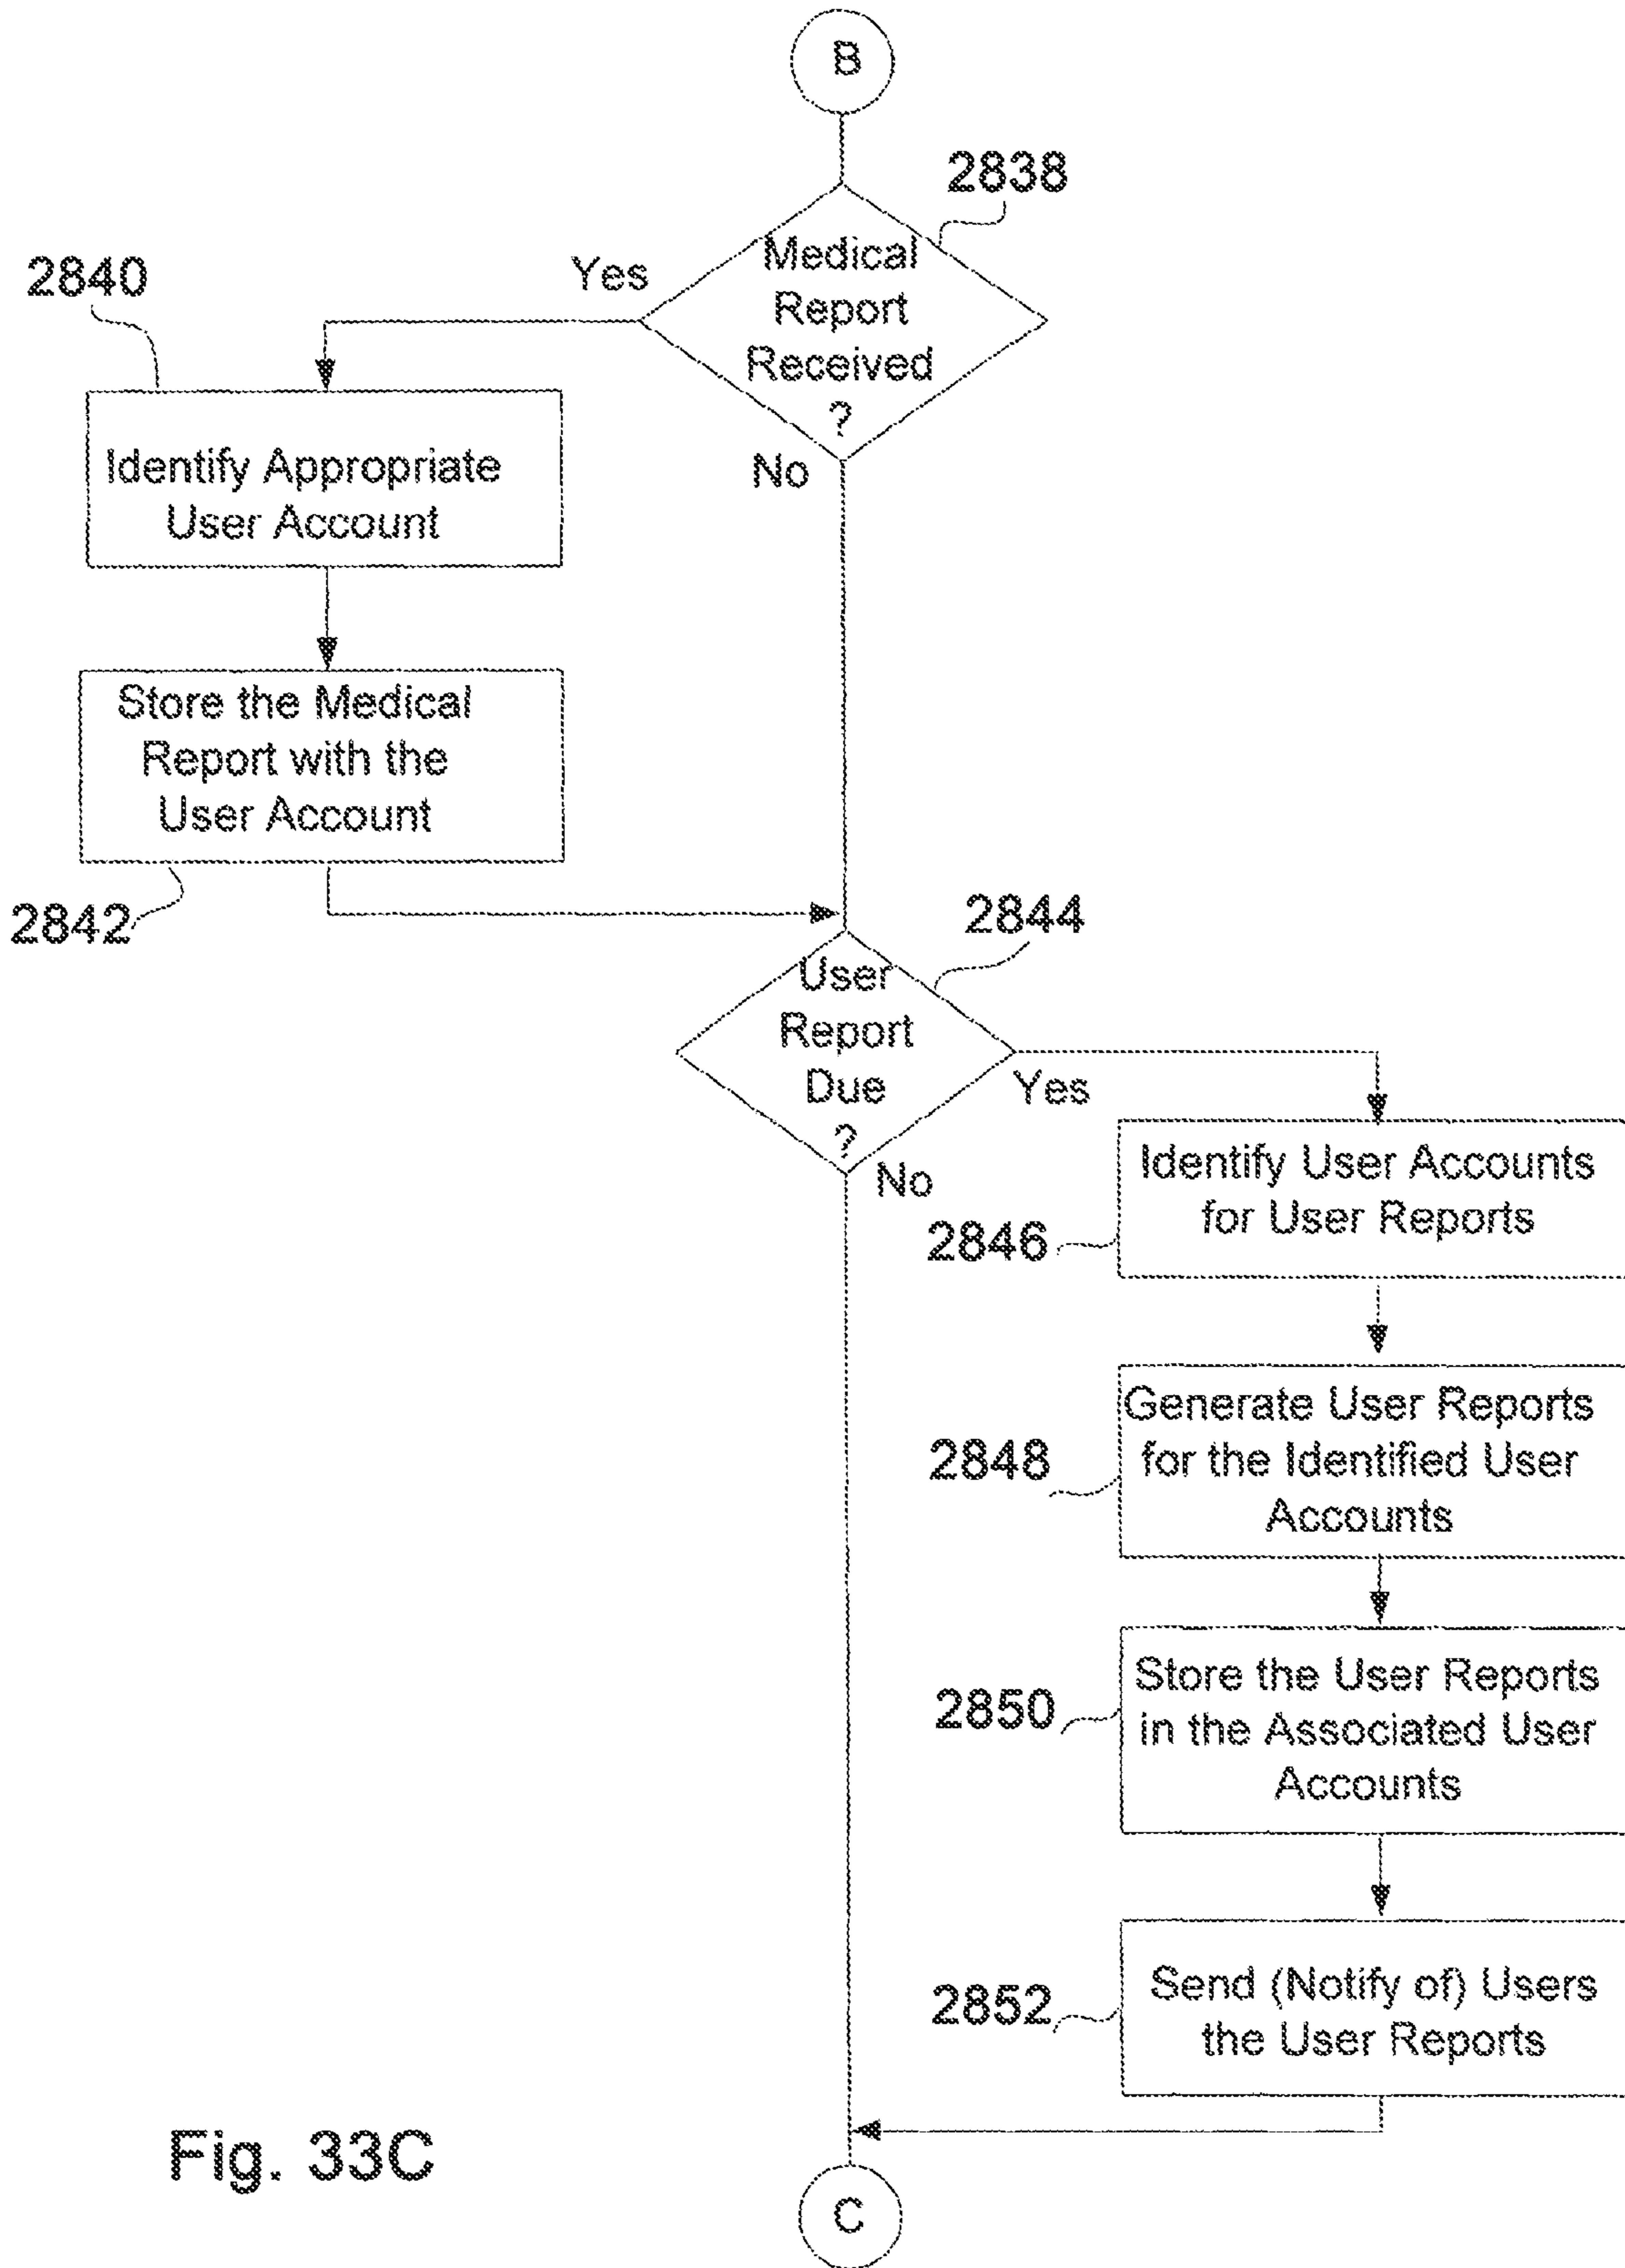 B
2838
Medical
Report
Received
?
Yes
No
2840
Identify Appropriate
User Account
Store the Medical
Report with the
User Account
2842
2844
User
Report
Due
?
Yes
No
Identify User Accounts
for User Reports
2846
Generate User Reports
for the Identified User
Accounts
2848
Store the User Reports
in the Associated User
Accounts
2850
Send (Notify of) Users
the User Reports
2852
Fig. 33C
C